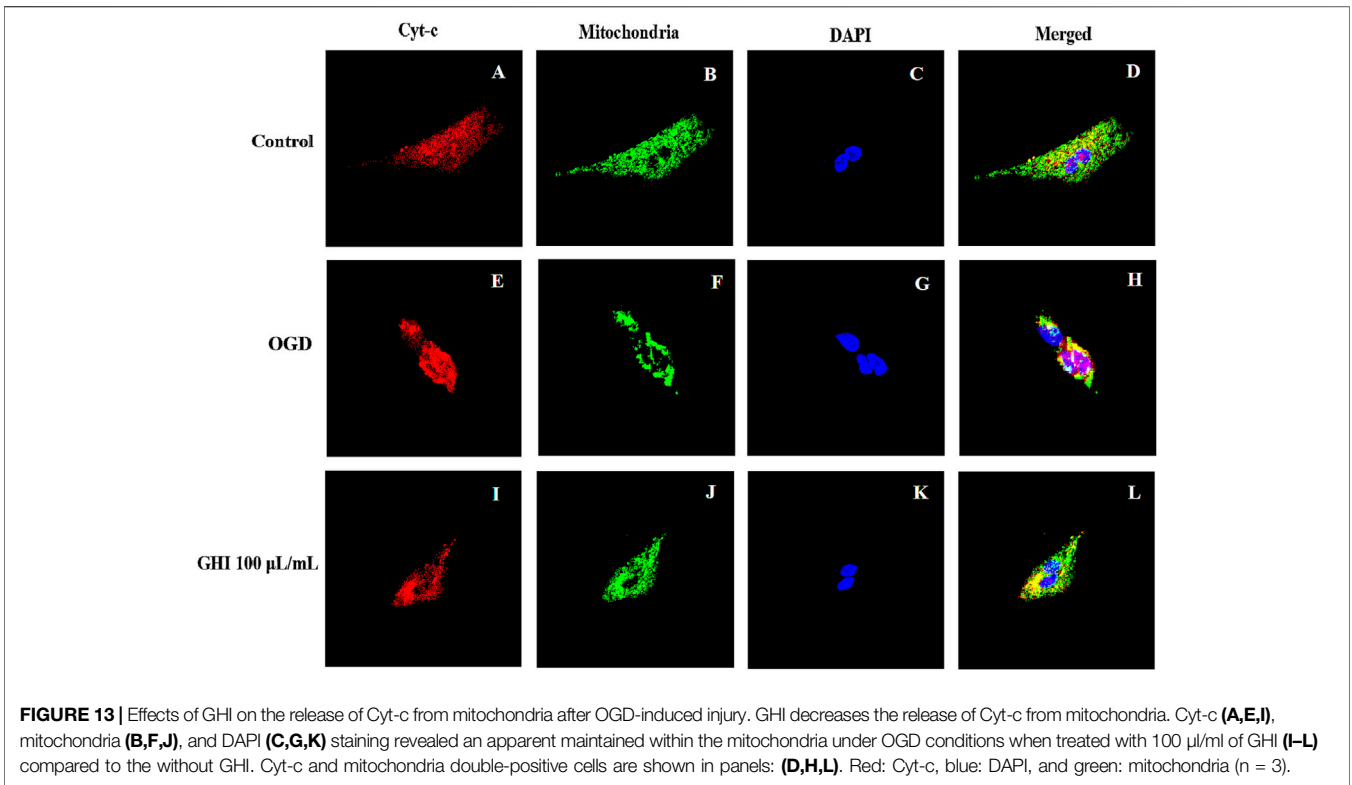 Cyt-c Mitochondria DAPI Merged
A B C D
Control
E F G H
OGD
I J K L
GHI 100 µL/mL
FIGURE 13 | Effects of GHI on the release of Cyt-c from mitochondria after OGD-induced injury. GHI decreases the release of Cyt-c from mitochondria. Cyt-c (A,E,I),
mitochondria (B,F,J), and DAPI (C,G,K) staining revealed an apparent maintained within the mitochondria under OGD conditions when treated with 100 µl/ml of GHI (I–L)
compared to the without GHI. Cyt-c and mitochondria double-positive cells are shown in panels: (D,H,L). Red: Cyt-c, blue: DAPI, and green: mitochondria (n = 3).